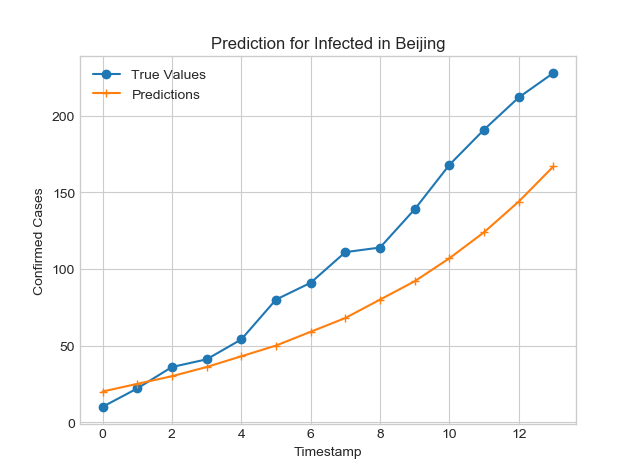 Prediction for Infected in Beijing
True Values
Predictions
Confirmed Cases
200
150
100
50
0
0 2 4 6 8 10 12
Timestamp